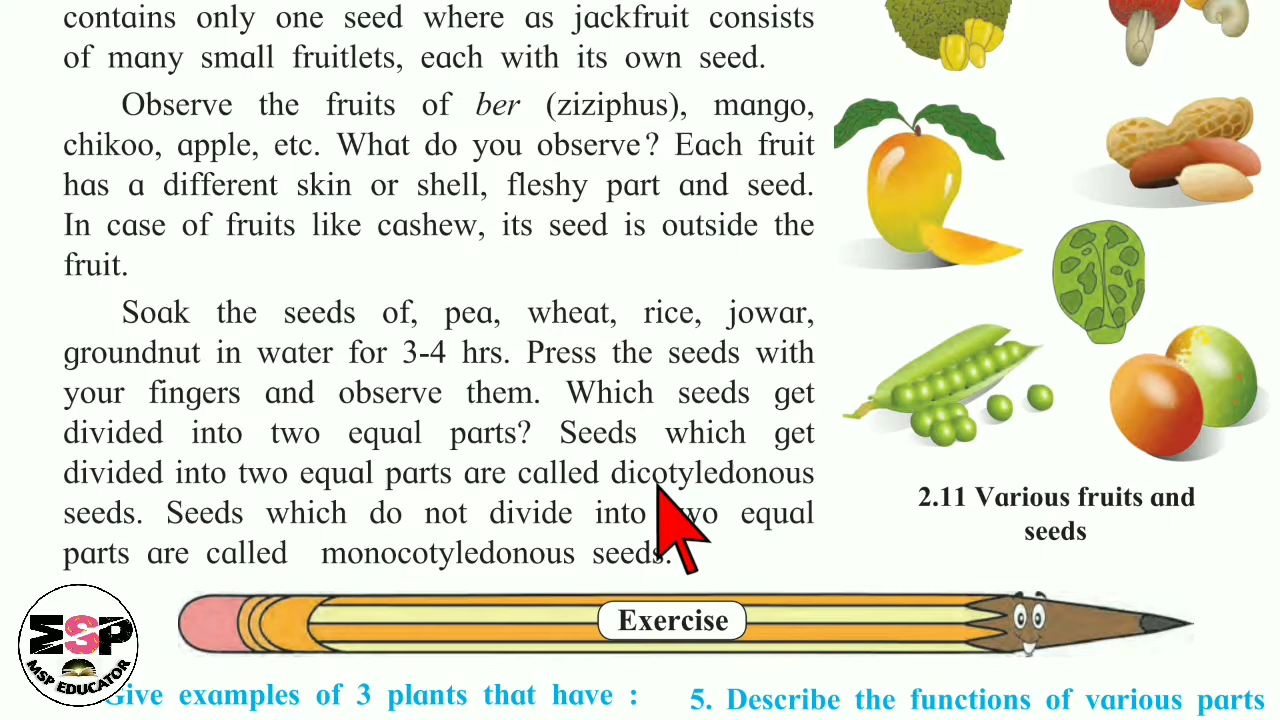 contains only one seed where as jackfruit consists
of many small fruitlets, each with its own seed.
Observe the fruits of ber (ziziphus), mango,
chikoo, apple, etc. What do you observe? Each fruit
has a different skin or shell, fleshy part and seed.
In case of fruits like cashew, its seed is outside the
fruit.
Soak the seeds of, pea, wheat, rice, jowar,
groundnut in water for 3-4 hrs. Press the seeds with
your fingers and observe them. Which seeds get
divided into two equal parts? Seeds which get
divided into two equal parts are called dicotyledonous
seeds. Seeds which do not divide into two equal
parts are called monocotyledonous seeds.
2.11 Various fruits and
seeds
Exercise
MSP
MSP EDUCATOR
Give examples of 3 plants that have :
5. Describe the functions of various parts